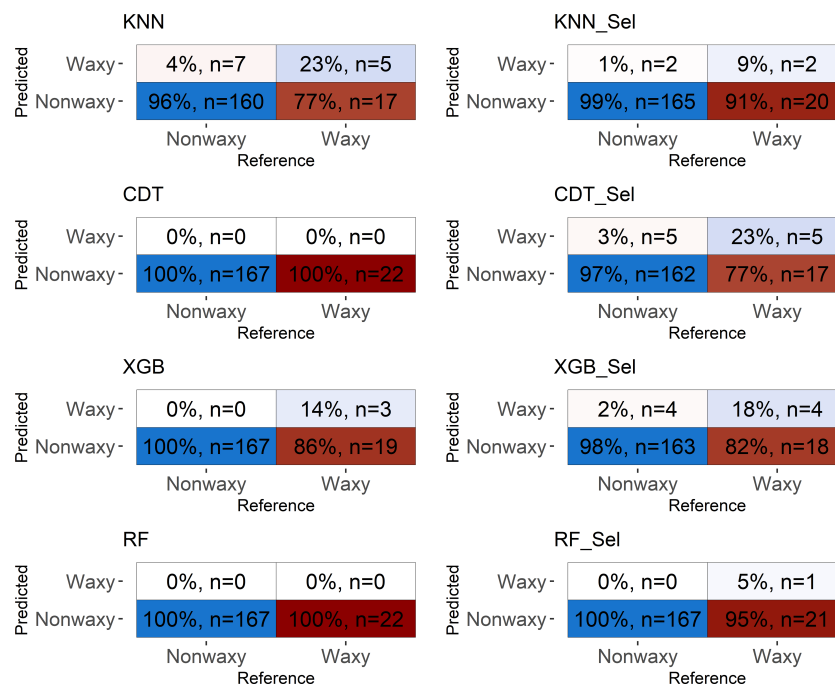 KNN
Predicted
Waxy
4%, n=7
23%, n=5
Nonwaxy
96%, n=160
77%, n=17
Nonwaxy
Waxy
Reference
KNN_Sel
Predicted
Waxy
1%, n=2
9%, n=2
Nonwaxy
99%, n=165
91%, n=20
Nonwaxy
Waxy
Reference
CDT
Predicted
Waxy
0%, n=0
0%, n=0
Nonwaxy
100%, n=167
100%, n=22
Nonwaxy
Waxy
Reference
CDT_Sel
Predicted
Waxy
3%, n=5
23%, n=5
Nonwaxy
97%, n=162
77%, n=17
Nonwaxy
Waxy
Reference
XGB
Predicted
Waxy
0%, n=0
14%, n=3
Nonwaxy
100%, n=167
86%, n=19
Nonwaxy
Waxy
Reference
XGB_Sel
Predicted
Waxy
2%, n=4
18%, n=4
Nonwaxy
98%, n=163
82%, n=18
Nonwaxy
Waxy
Reference
RF
Predicted
Waxy
0%, n=0
0%, n=0
Nonwaxy
100%, n=167
100%, n=22
Nonwaxy
Waxy
Reference
RF_Sel
Predicted
Waxy
0%, n=0
5%, n=1
Nonwaxy
100%, n=167
95%, n=21
Nonwaxy
Waxy
Reference